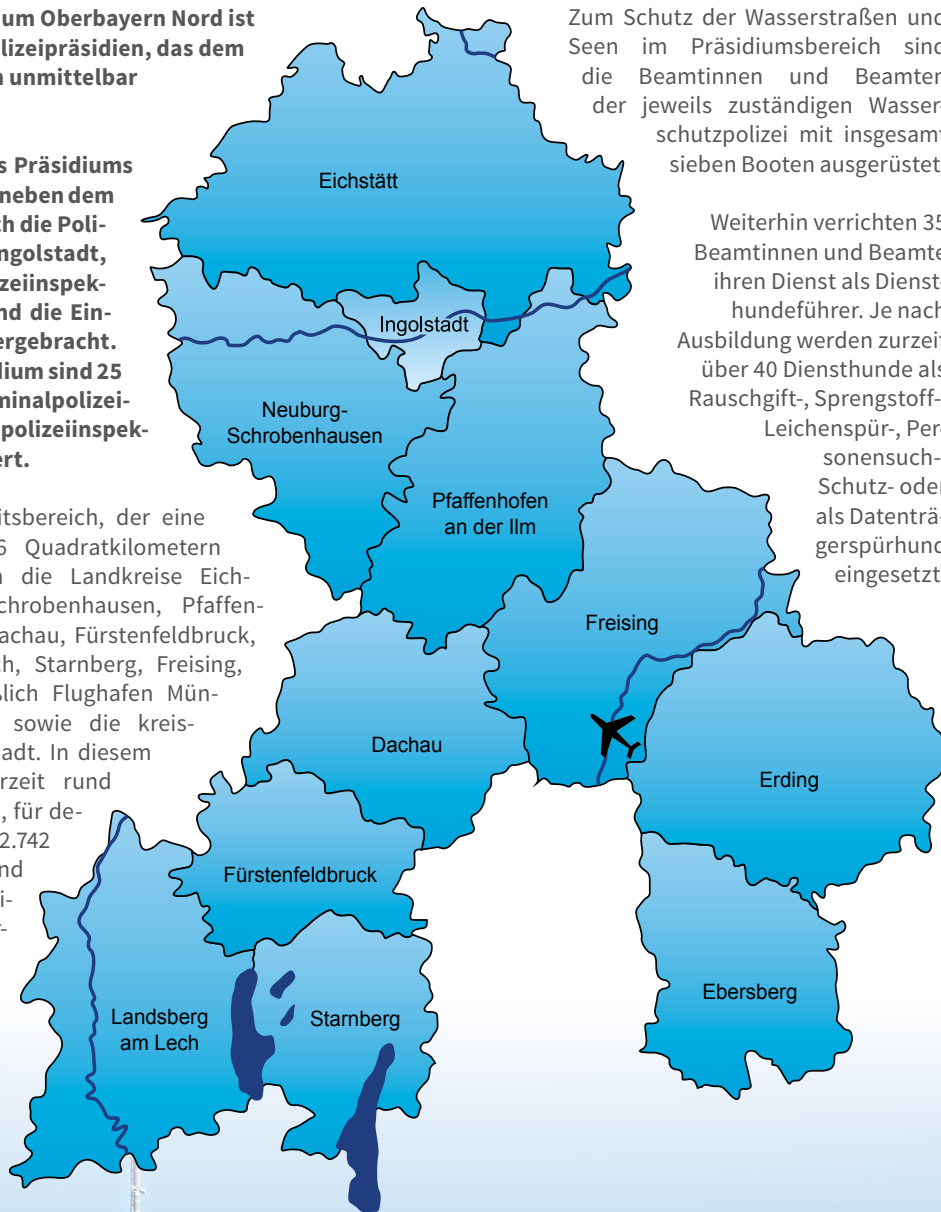 um Oberbayern Nord ist
lizeipräsidien, das dem
unmittelbar
s Präsidiums
neben dem
ch die Poli-
ngolstadt,
zeiinspek-
nd die Ein-
ergebracht.
dium sind 25
minalpolizei-
polizeiinspek-
ert.
itsbereich, der eine
6 Quadratkilometern
die Landkreise Eich-
chrobenhausen, Pfaffen-
achau, Fürstenfeldbruck,
h, Starnberg, Freising,
ßlich Flughafen Mün-
sowie die kreis-
tadt. In diesem
rzeit rund
, für de-
2.742
nd
i-
r-
Zum Schutz der Wasserstraßen und
Seen im Präsidiumsbereich sind
die Beamtinnen und Beamten
der jeweils zuständigen Wasser-
schutzpolizei mit insgesamt
sieben Booten ausgerüstet
Weiterhin verrichten 35
Beamtinnen und Beamte
ihren Dienst als Dienst-
hundeführer. Je nach
Ausbildung werden zurzeit
über 40 Diensthunde als
Rauschgift-, Sprengstoff-
Leichenspür-, Per-
sonensuch-
Schutz- oder
als Datenträ-
gerspürhund
eingesetzt
Eichstätt
Ingolstadt
Neuburg-
Schrobenhausen
Pfaffenhofen
an der Ilm
Freising
Dachau
Erding
Fürstenfeldbruck
Ebersberg
Landsberg
am Lech
Starnberg